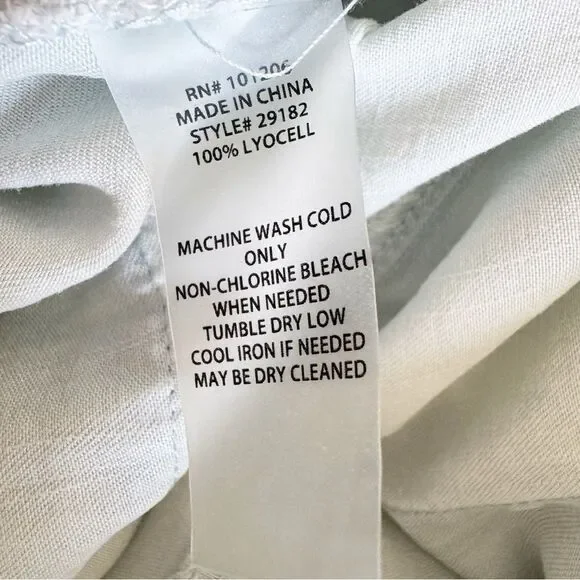 RN# 101206
MADE IN CHINA
STYLE# 29182
100% LYOCELL
MACHINE WASH COLD
ONLY
NON-CHLORINE BLEACH
WHEN NEEDED
TUMBLE DRY LOW
COOL IRON IF NEEDED
MAY BE DRY CLEANED